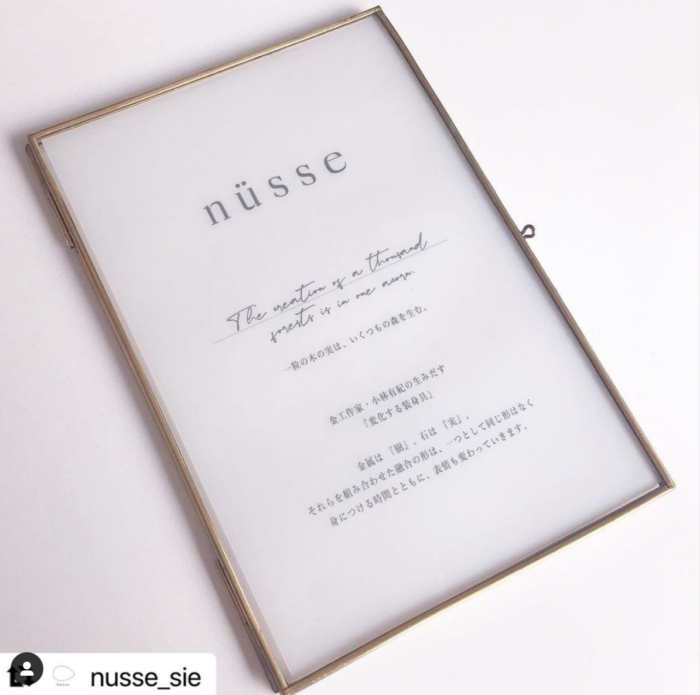 nüsse
The creation of a thousand
forests is in one acorn.
一粒の木の実は、いくつもの森を生む。
金工作家・小林有紀の生みだす
『変化する装身具』
金属は『樹』、石は『実』。
それらを組み合わせた融合の形は、一つとして同じ形はなく
身につける時間とともに、表情も変わっていきます。
nusse_sie